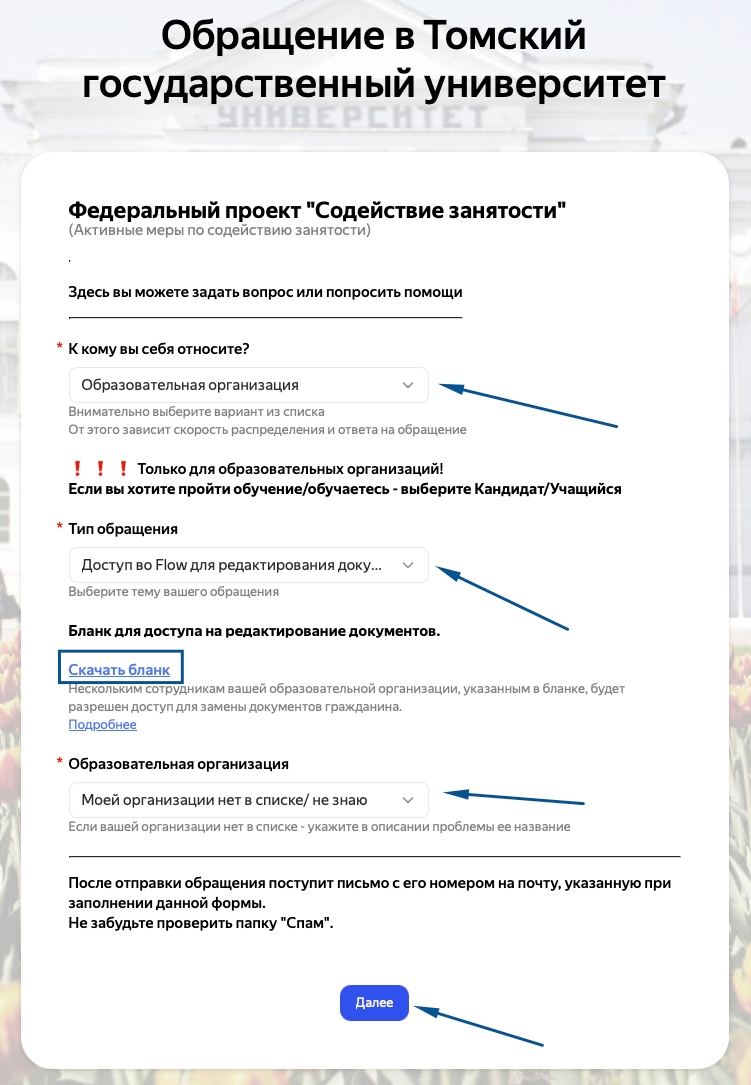 Обращение в Томский
государственный университет
УНИВЕРСИТЕТ
Федеральный проект "Содействие занятости"
(Активные меры по содействию занятости)
.
Здесь вы можете задать вопрос или попросить помощи
* К кому вы себя относите?
Образовательная организация
Внимательно выберите вариант из списка
От этого зависит скорость распределения и ответа на обращение
❗ ❗ ❗ Только для образовательных организаций!
Если вы хотите пройти обучение/обучаетесь - выберите Кандидат/Учащийся
* Тип обращения
Доступ во Flow для редактирования доку...
Выберите тему вашего обращения
Бланк для доступа на редактирование документов.
Скачать бланк
Нескольким сотрудникам вашей образовательной организации, указанным в бланке, будет
разрешен доступ для замены документов гражданина.
Подробнее
* Образовательная организация
Моей организации нет в списке/ не знаю
Если вашей организации нет в списке - укажите в описании проблемы ее название
После отправки обращения поступит письмо с его номером на почту, указанную при
заполнении данной формы.
Не забудьте проверить папку "Спам".
Далее